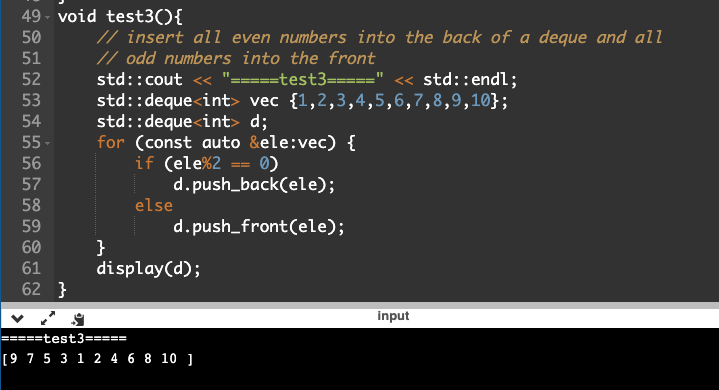 49 void test3(){
50 // insert all even numbers into the back of a deque and all
51 // odd numbers into the front
52 std::cout << "=====test3=====" << std::endl;
53 std::deque<int> vec {1,2,3,4,5,6,7,8,9,10};
54 std::deque<int> d;
55 for (const auto &ele:vec) {
56 if (ele%2 == 0)
57 d.push_back(ele);
58 else
59 d.push_front(ele);
60 }
61 display(d);
62 }
input
=====test3=====
[9 7 5 3 1 2 4 6 8 10 ]